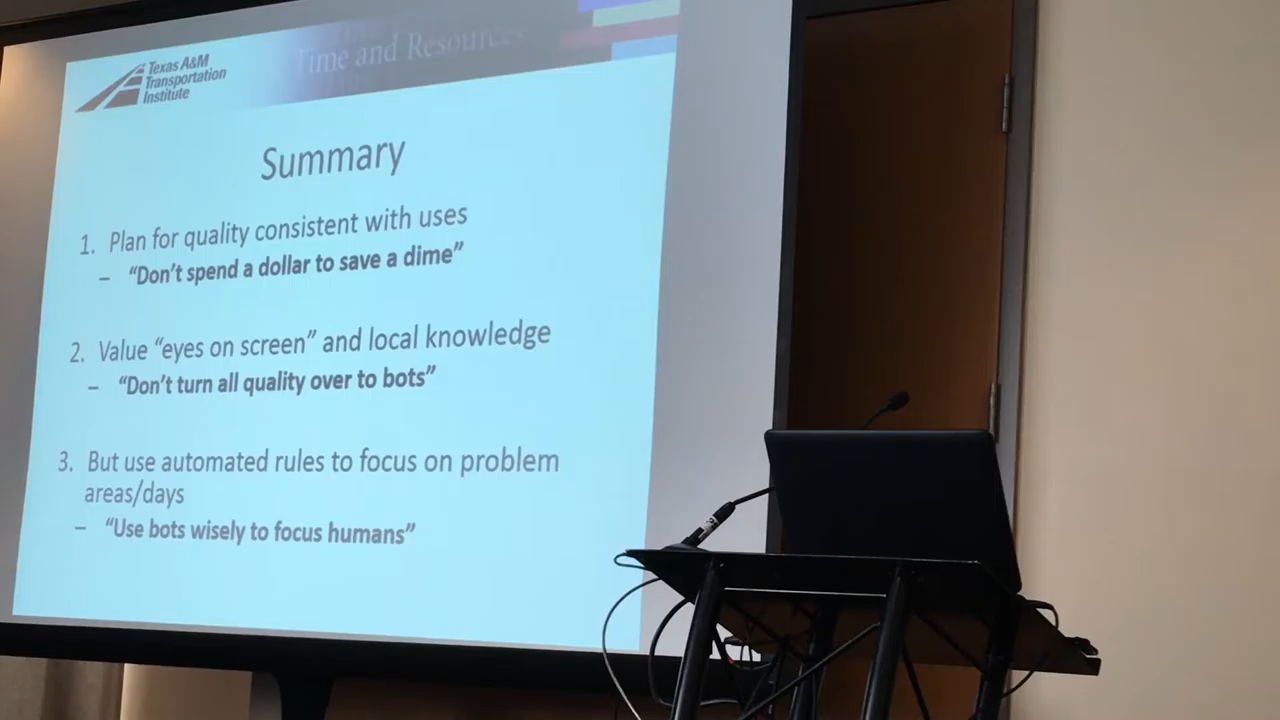 Texas A&M
Transportation
Institute
Time and Resources
Summary
1. Plan for quality consistent with uses
– “Don’t spend a dollar to save a dime”
2. Value “eyes on screen” and local knowledge
– “Don’t turn all quality over to bots”
3. But use automated rules to focus on problem
areas/days
– “Use bots wisely to focus humans”